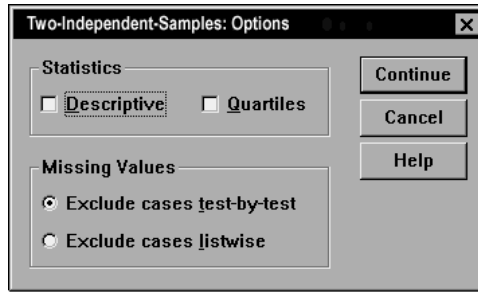 Two-Independent-Samples: Options
Statistics
Descriptive
Quartiles
Missing Values
Exclude cases test-by-test
Exclude cases listwise
Continue
Cancel
Help